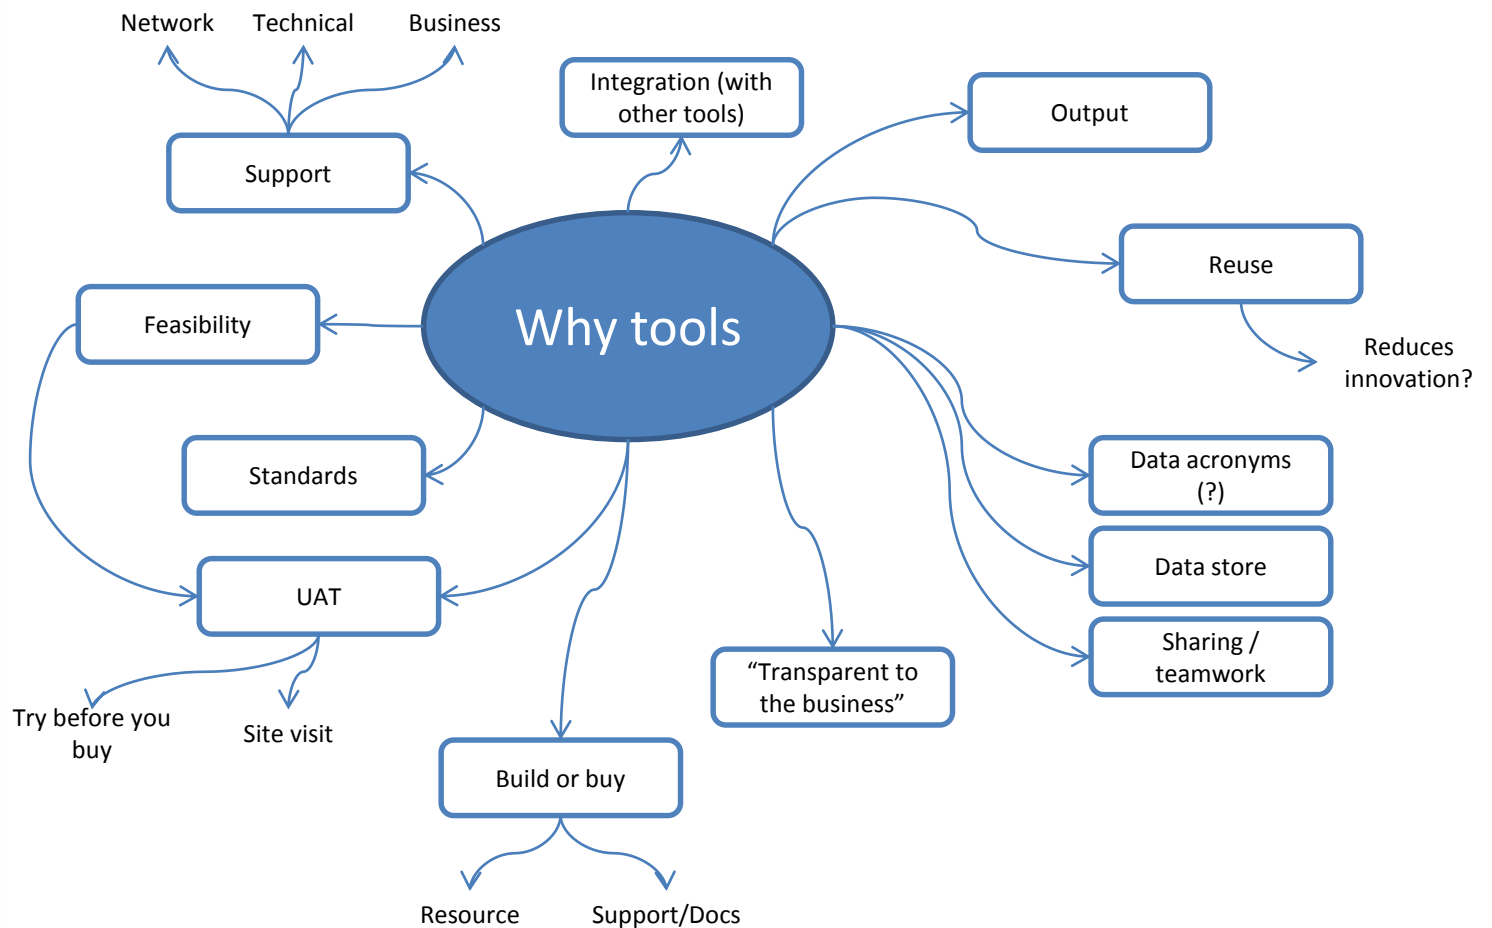 Network
Technical
Business
Integration (with
other tools)
Output
Support
Reuse
Feasibility
Why tools
Reduces
innovation?
Standards
Data acronyms
(?)
Data store
UAT
Sharing /
teamwork
“Transparent to
the business”
Try before you
buy
Site visit
Build or buy
Resource
Support/Docs